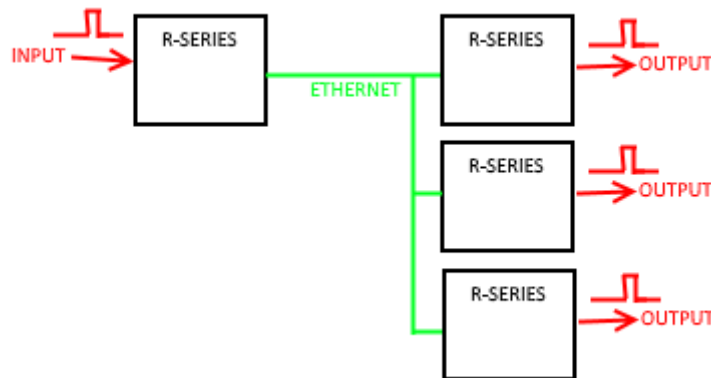 R-SERIES
R-SERIES
INPUT
OUTPUT
ETHERNET
R-SERIES
OUTPUT
R-SERIES
OUTPUT